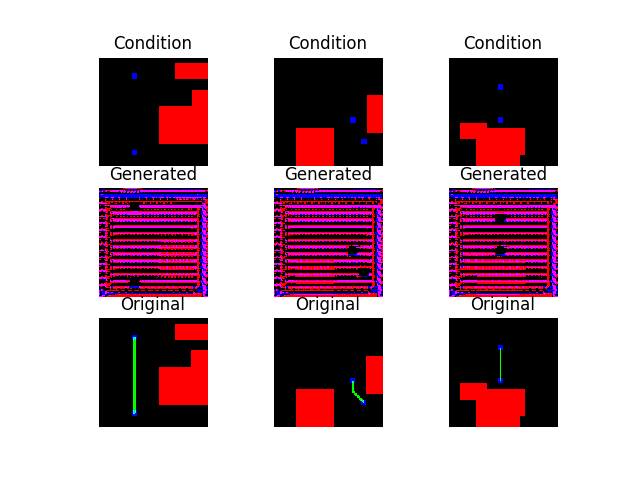 Condition Condition Condition
Generated Generated Generated
Original Original Original